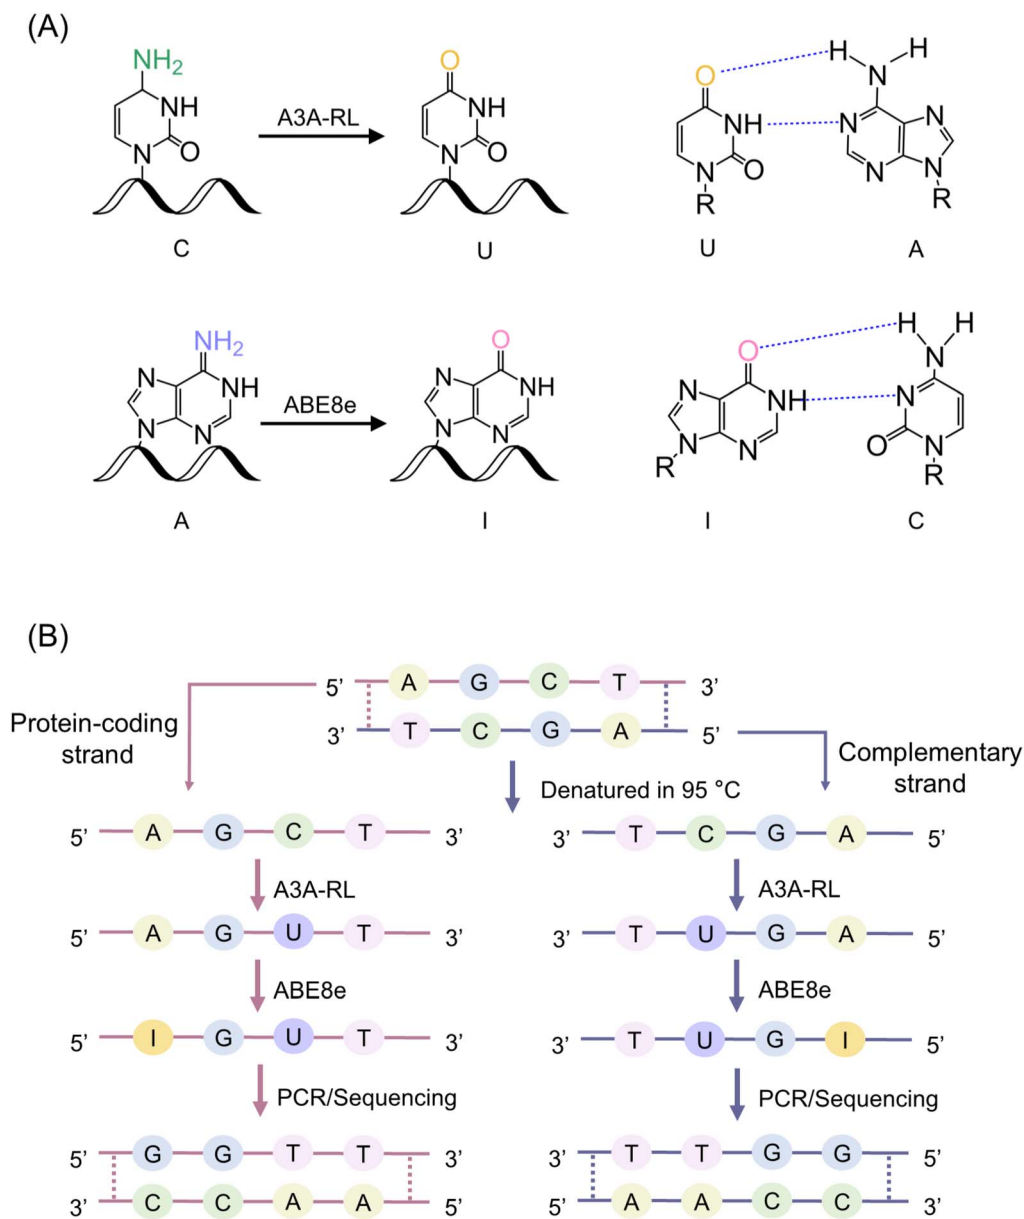 (A)
NH2
NH
N
O
C
A3A-RL
O
NH
N
O
U
O
NH
N
O
R
U
H
H
N
N
N
N
N
R
A
NH2
N
NH
N
N
A
ABE8e
O
N
NH
N
N
I
O
N
NH
N
N
R
I
H
H
N
N
O
N
R
C
(B)
5’ A G C T 3’
3’ T C G A 5’
Protein-coding
strand
Complementary
strand
Denatured in 95 °C
5’ A G C T 3’
3’ T C G A 5’
A3A-RL
A3A-RL
5’ A G U T 3’
3’ T U G A 5’
ABE8e
ABE8e
5’ I G U T 3’
3’ T U G I 5’
PCR/Sequencing
PCR/Sequencing
5’ G G T T 3’
3’ T T G G 5’
3’ C C A A 5’
5’ A A C C 3’